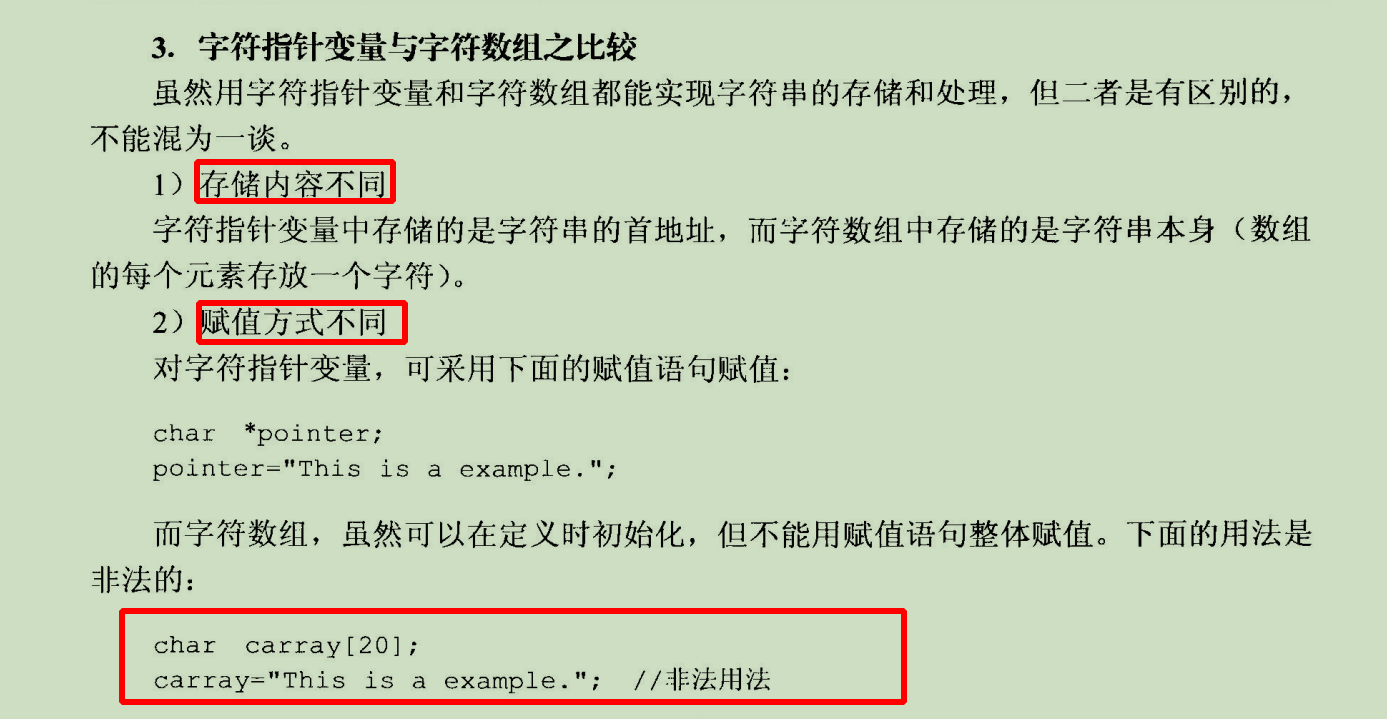 3. 字符指针变量与字符数组之比较
虽然用字符指针变量和字符数组都能实现字符串的存储和处理，但二者是有区别的，
不能混为一谈。
1）存储内容不同
字符指针变量中存储的是字符串的首地址，而字符数组中存储的是字符串本身（数组
的每个元素存放一个字符）。
2）赋值方式不同
对字符指针变量，可采用下面的赋值语句赋值：
char *pointer;
pointer="This is a example.";
而字符数组，虽然可以在定义时初始化，但不能用赋值语句整体赋值。下面的用法是
非法的：
char carray[20];
carray="This is a example."; //非法用法